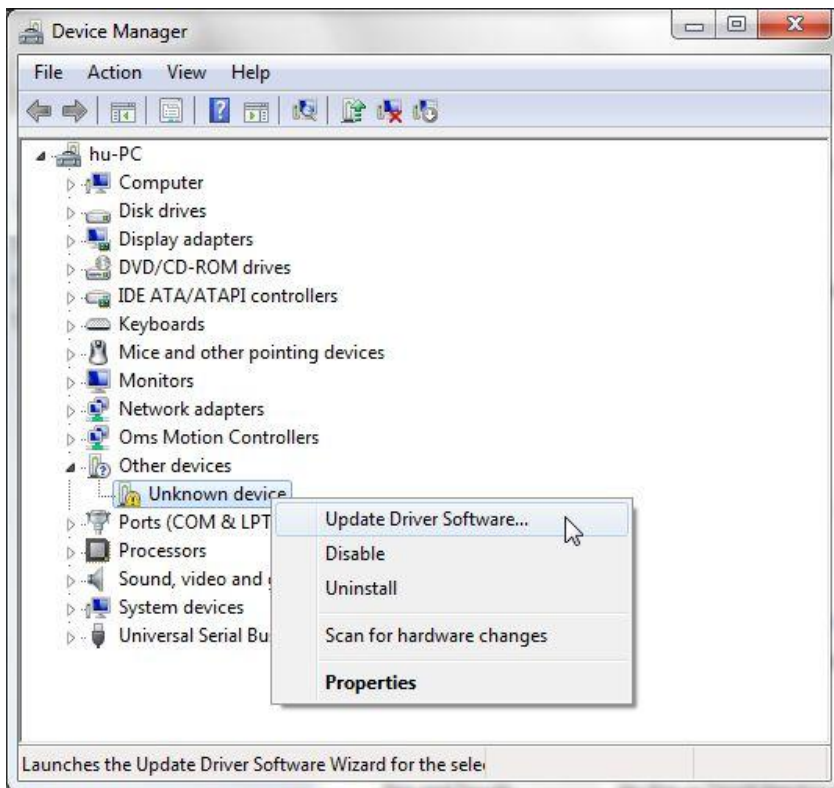 Device Manager
File Action View Help
hu-PC
Computer
Disk drives
Display adapters
DVD/CD-ROM drives
IDE ATA/ATAPI controllers
Keyboards
Mice and other pointing devices
Monitors
Network adapters
Oms Motion Controllers
Other devices
Unknown device
Ports (COM & LPT
Processors
Sound, video and
System devices
Universal Serial Bu
Update Driver Software...
Disable
Uninstall
Scan for hardware changes
Properties
Launches the Update Driver Software Wizard for the sele